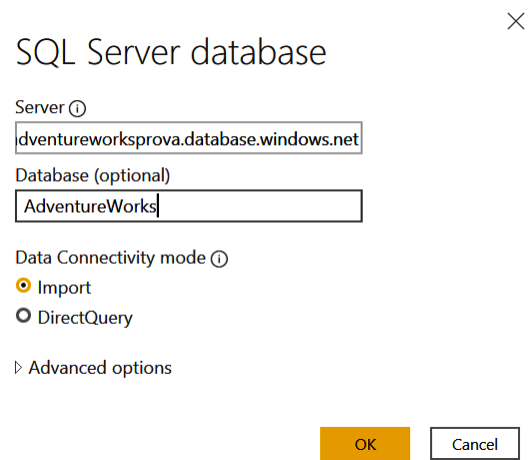 SQL Server database
Server
dventureworksprova.database.windows.net
Database (optional)
AdventureWorks
Data Connectivity mode
Import
DirectQuery
Advanced options
OK Cancel